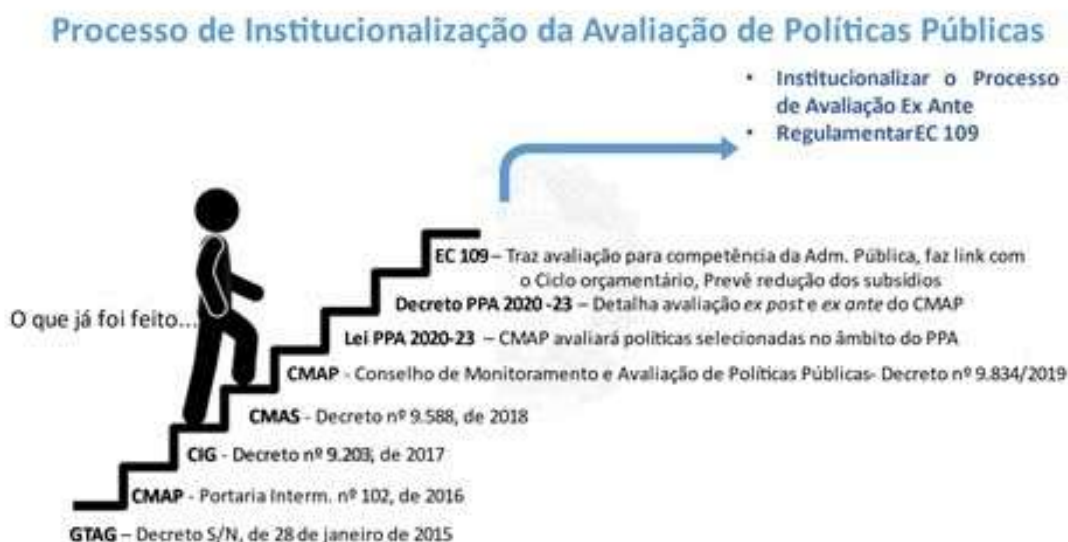 Processo de Institucionalização da Avaliação de Políticas Públicas
• Institucionalizar o Processo
de Avaliação Ex Ante
• RegulamentarEC 109
EC 109 – Traz avaliação para competência da Adm. Pública, faz link com
o Ciclo orçamentário, Prevê redução dos subsídios
Decreto PPA 2020 -23 – Detalha avaliação ex post e ex ante do CMAP
O que já foi feito...
Lei PPA 2020-23 – CMAP avaliará políticas selecionadas no âmbito do PPA
CMAP - Conselho de Monitoramento e Avaliação de Políticas Públicas- Decreto nº 9.834/2019
CMAS - Decreto nº 9.588, de 2018
CIG - Decreto nº 9.203, de 2017
CMAP - Portaria Interm. nº 102, de 2016
GTAG – Decreto S/N, de 28 de janeiro de 2015